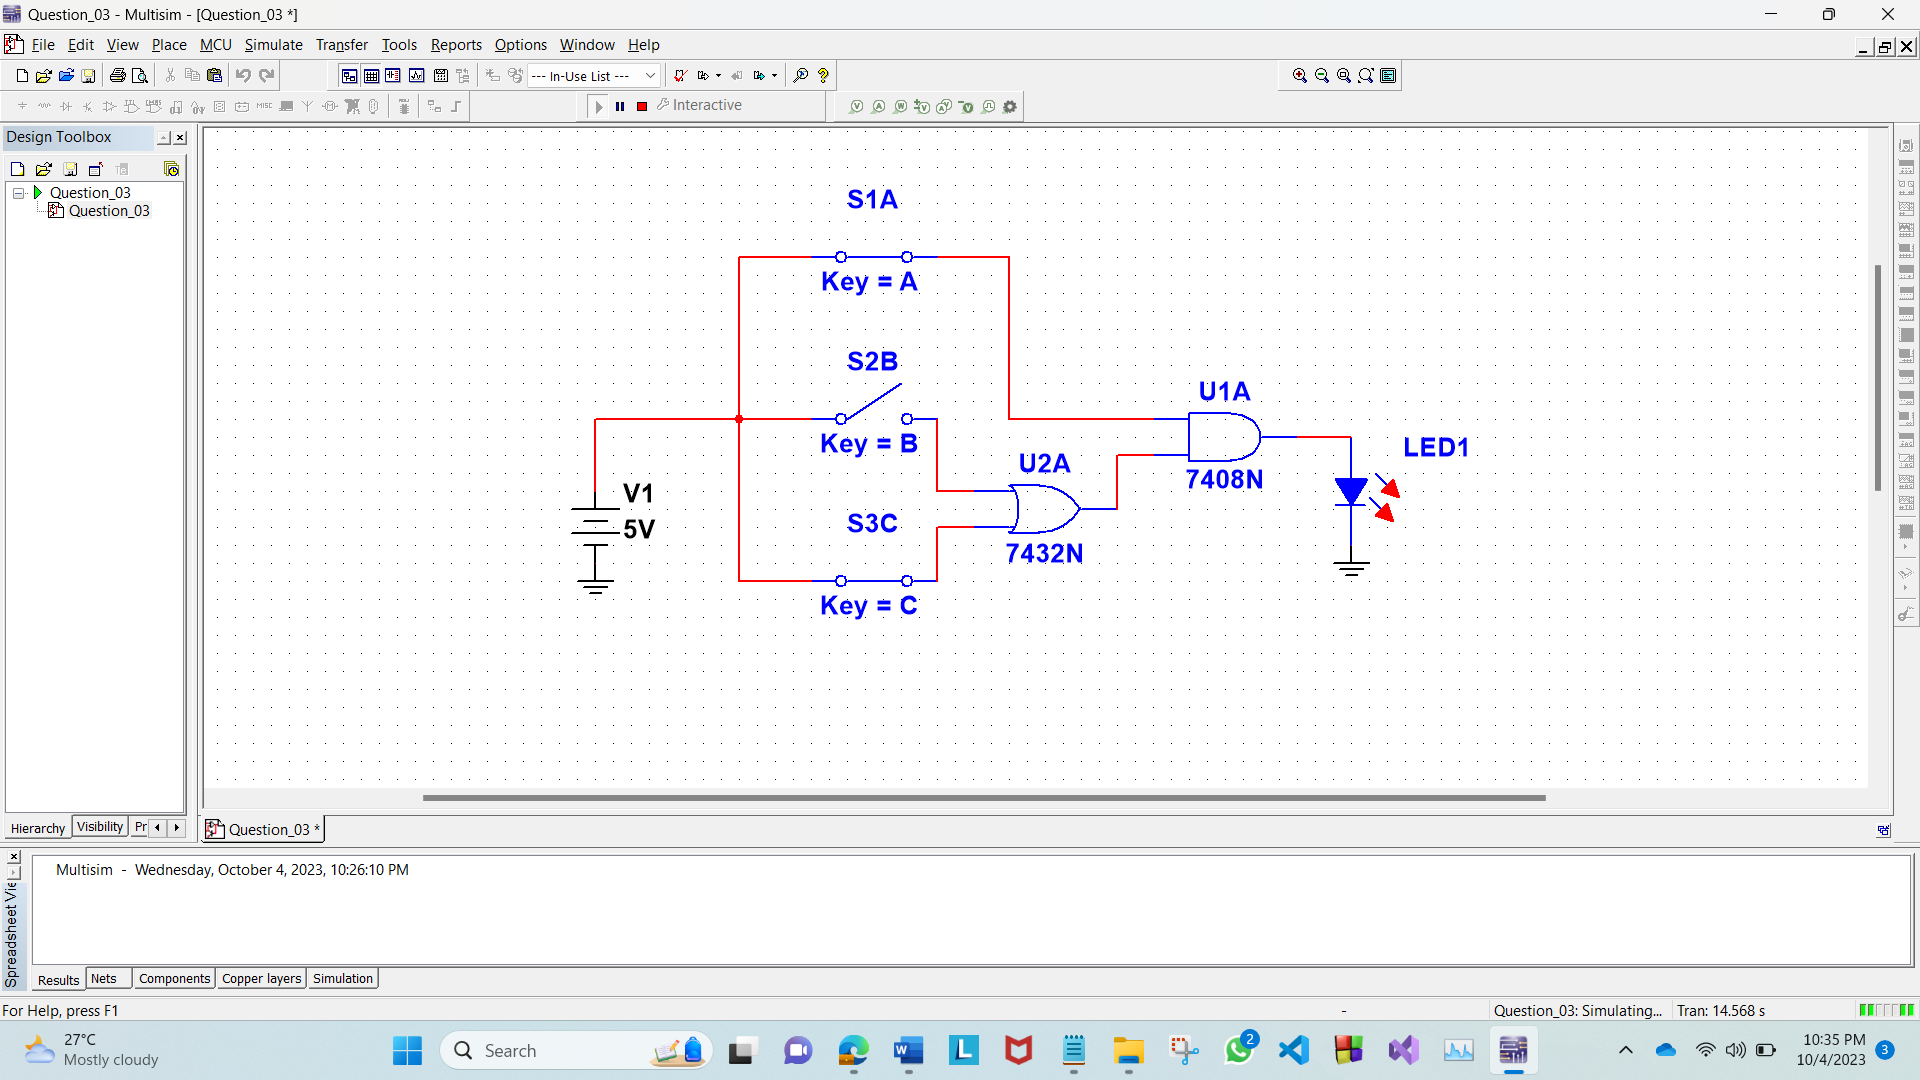 Question_03 - Multisim - [Question_03 *]
File Edit View Place MCU Simulate Transfer Tools Reports Options Window Help
--- In-Use List ---
MISC
Interactive
Design Toolbox
Question_03
Question_03
S1A
Key = A
S2B
Key = B
U1A
7408N
LED1
U2A
7432N
V1
5V
S3C
Key = C
Hierarchy Visibility Pr
Question_03 *
Multisim - Wednesday, October 4, 2023, 10:26:10 PM
Spreadsheet Vie
Results Nets Components Copper layers Simulation
For Help, press F1
-
Question_03: Simulating... Tran: 14.568 s
27°C
Mostly cloudy
Search
2
10:35 PM
10/4/2023
3